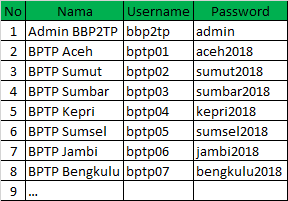 No Nama Username Password
1 Admin BBP2TP bbp2tp admin
2 BPTP Aceh bptp01 aceh2018
3 BPTP Sumut bptp02 sumut2018
4 BPTP Sumbar bptp03 sumbar2018
5 BPTP Kepri bptp04 kepri2018
6 BPTP Sumsel bptp05 sumsel2018
7 BPTP Jambi bptp06 jambi2018
8 BPTP Bengkulu bptp07 bengkulu2018
9 ...